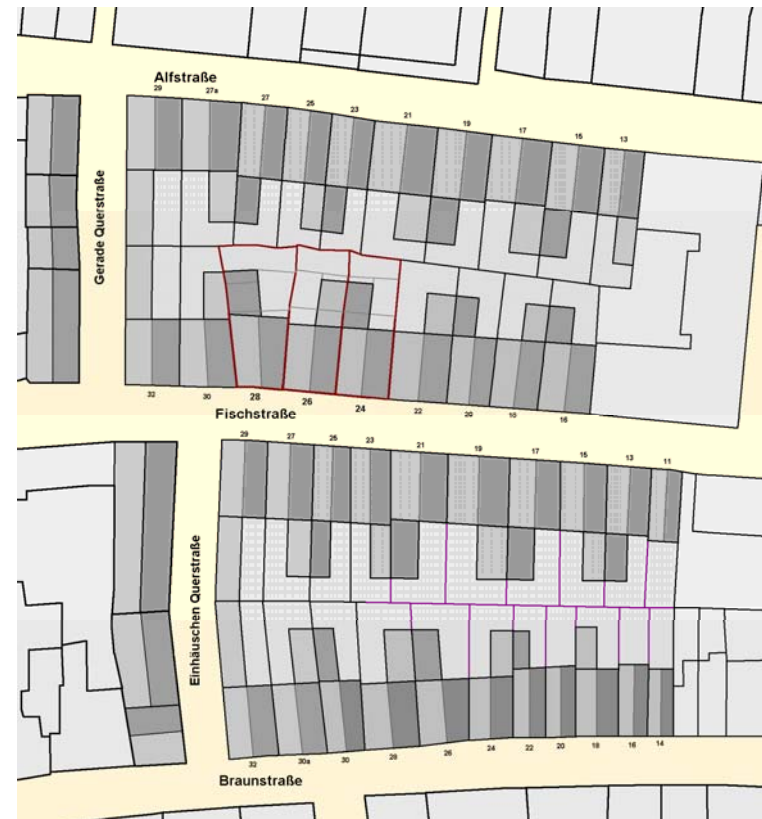 Alfstraße
29 27a 27 25 23 21 19 17 15 13
Gerade Querstraße
32 30 28 26 24 22 20 18 16
Fischstraße
29 27 25 23 21 19 17 15 13 11
Einhäuschen Querstraße
32 30a 30 28 26 24 22 20 18 16 14
Braunstraße